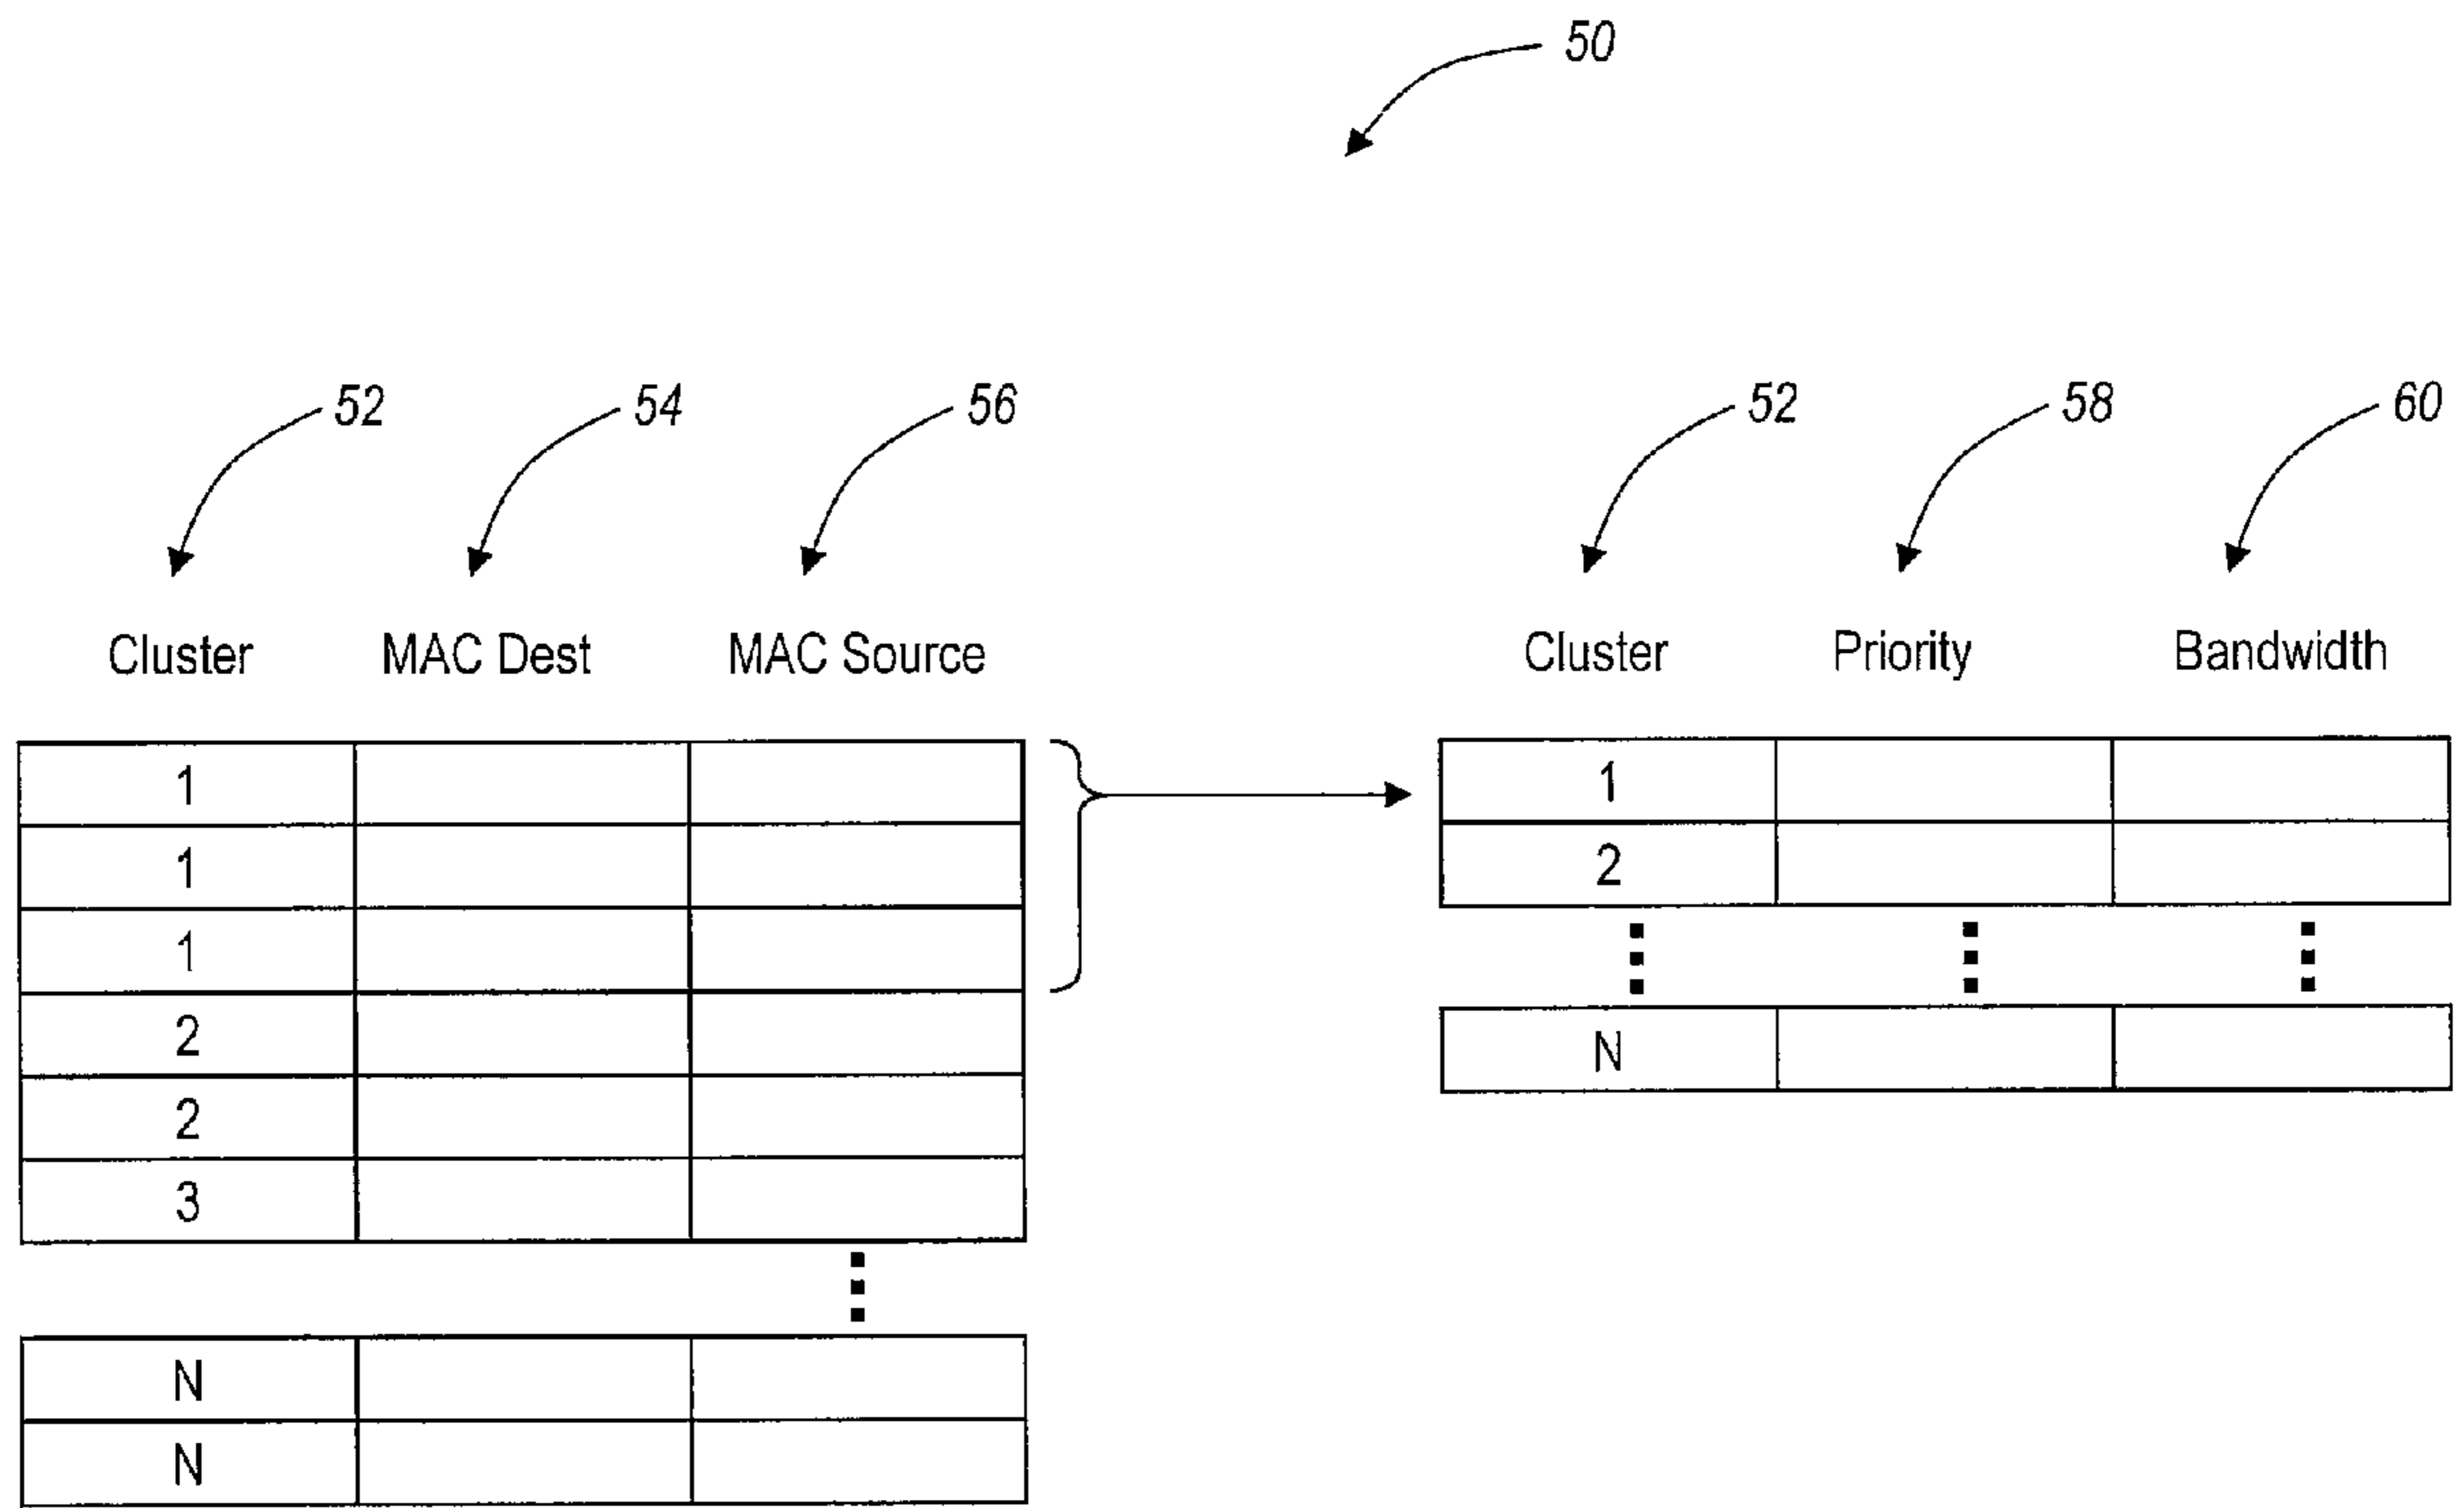 50
52 54 56 52 58 60
Cluster MAC Dest MAC Source Cluster Priority Bandwidth
1 1
1 2
1
2 N
2
3
N
N